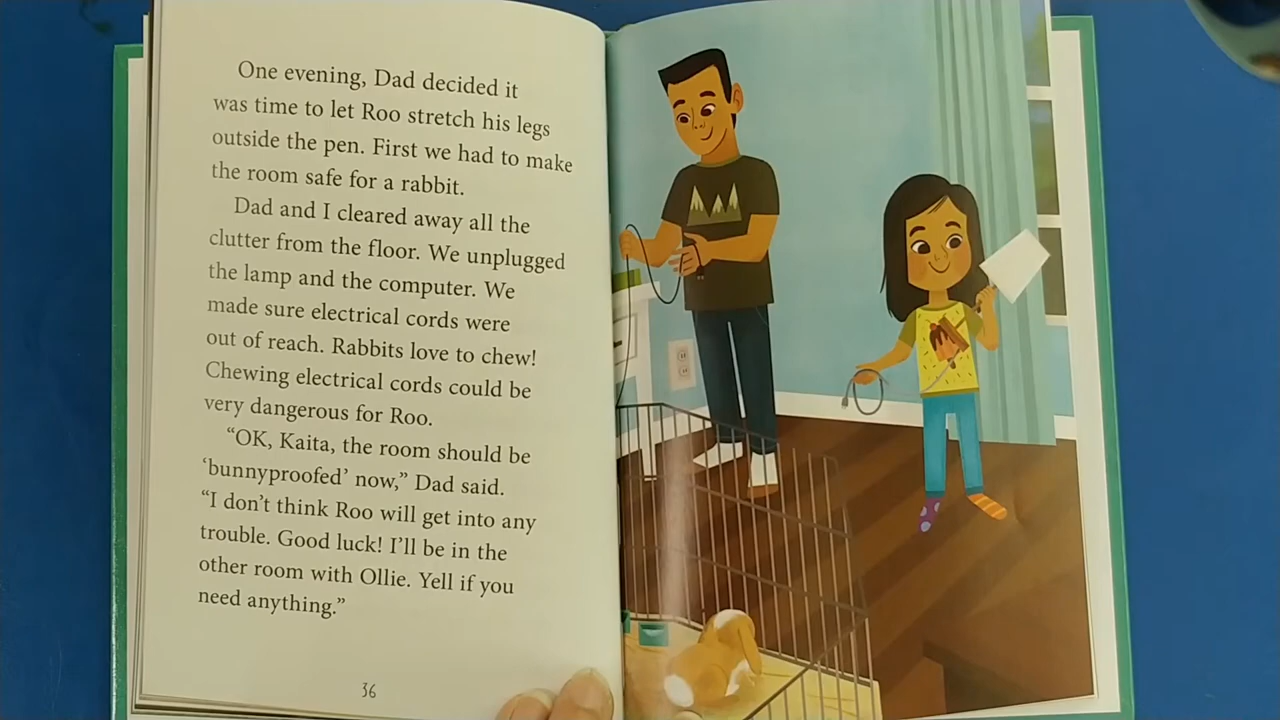 One evening, Dad decided it
was time to let Roo stretch his legs
outside the pen. First we had to make
the room safe for a rabbit.
Dad and I cleared away all the
clutter from the floor. We unplugged
the lamp and the computer. We
made sure electrical cords were
out of reach. Rabbits love to chew!
Chewing electrical cords could be
very dangerous for Roo.
“OK, Kaita, the room should be
‘bunnyproofed’ now,” Dad said.
“I don’t think Roo will get into any
trouble. Good luck! I’ll be in the
other room with Ollie. Yell if you
need anything.”
36